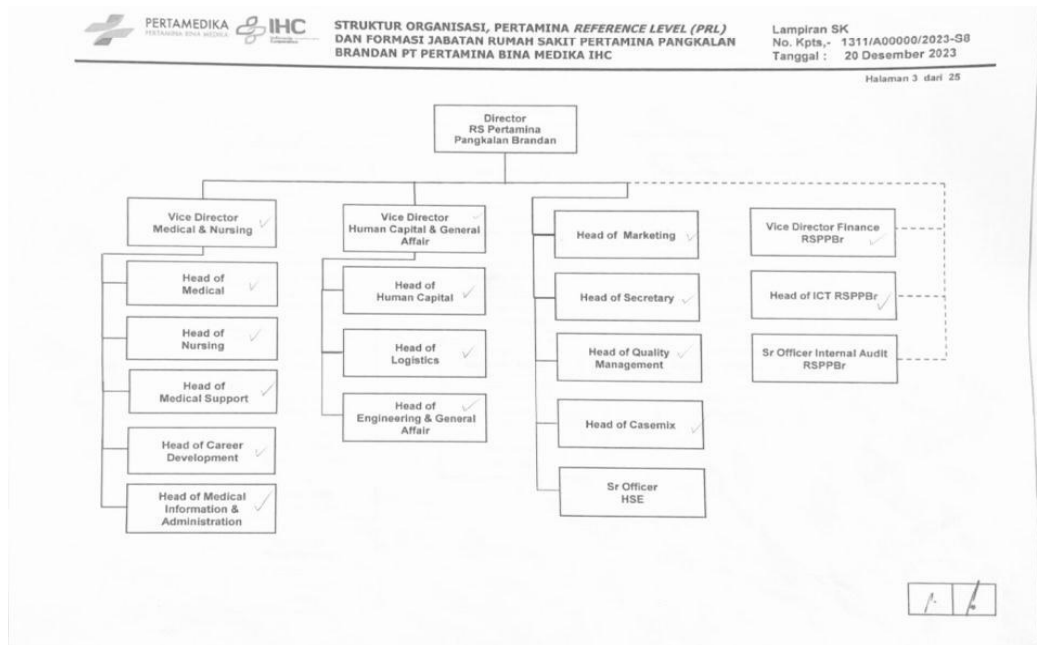 PERTAMEDIKA
PERTAMINA BINA MEDIKA
IHC
STRUKTUR ORGANISASI, PERTAMINA REFERENCE LEVEL (PRL)
DAN FORMASI JABATAN RUMAH SAKIT PERTAMINA PANGKALAN
BRANDAN PT PERTAMINA BINA MEDIKA IHC
Lampiran SK
No. Kpts,- 1311/A00000/2023-S8
Tanggal : 20 Desember 2023
Halaman 3 dari 25
Director
RS Pertamina
Pangkalan Brandan
Vice Director
Medical & Nursing
Head of
Medical
Head of
Nursing
Head of
Medical Support
Head of Career
Development
Head of Medical
Information &
Administration
Vice Director
Human Capital & General
Affair
Head of
Human Capital
Head of
Logistics
Head of
Engineering & General
Affair
Head of Marketing
Head of Secretary
Head of Quality
Management
Head of Casemix
Sr Officer
HSE
Vice Director Finance
RSPPBr
Head of ICT RSPPBr
Sr Officer Internal Audit
RSPPBr